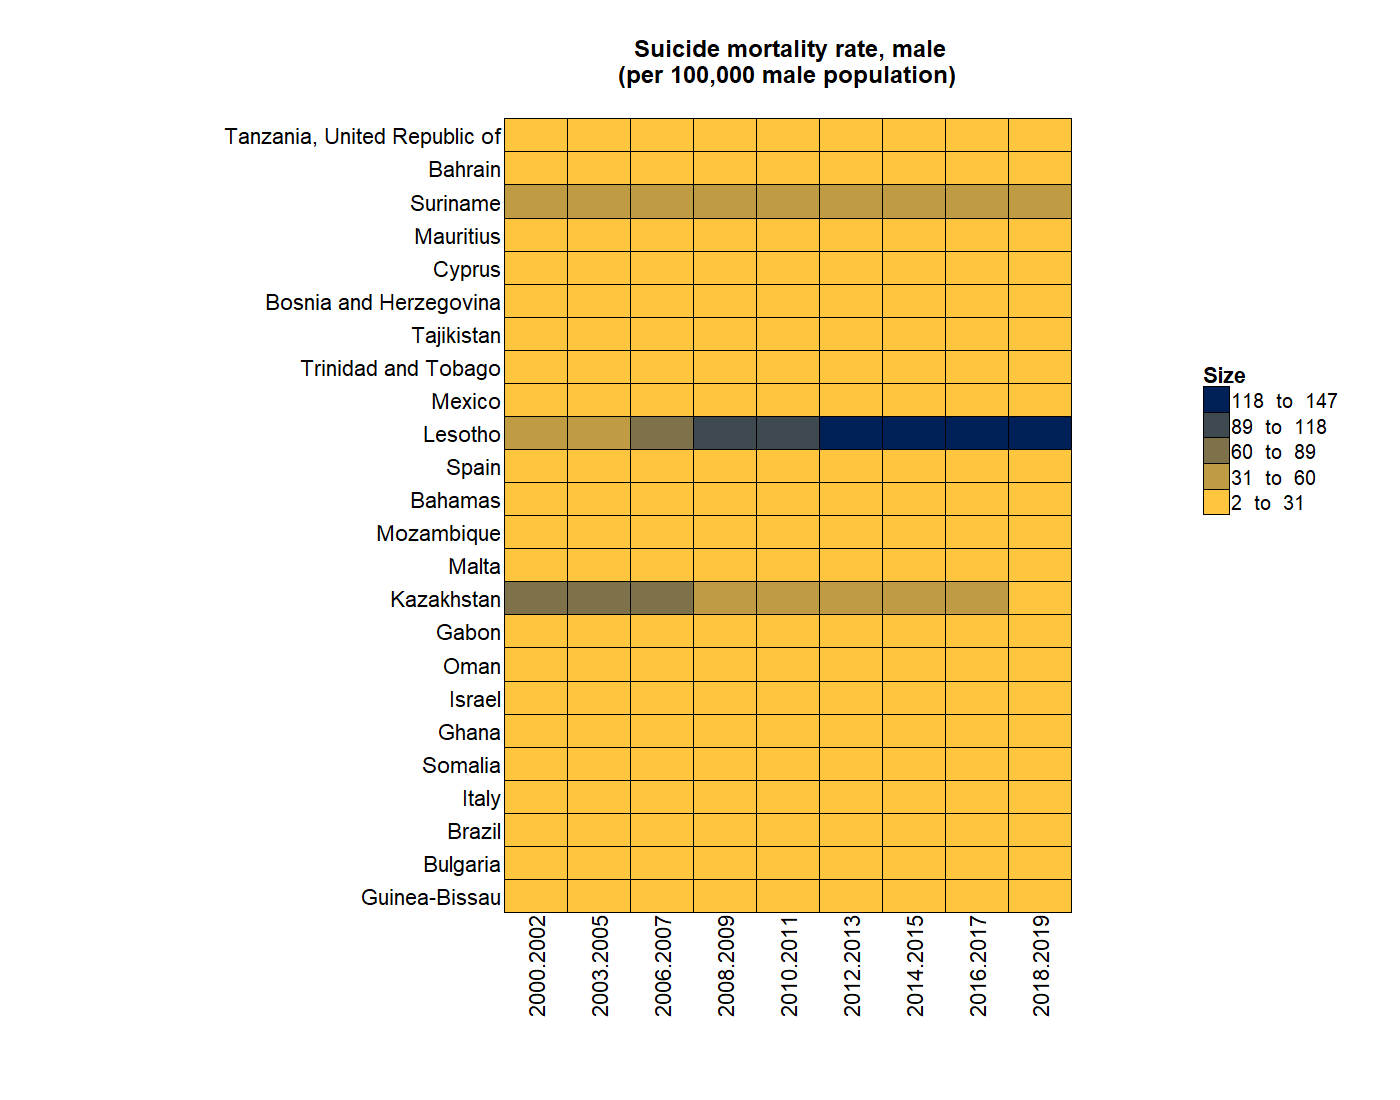 Suicide mortality rate, male
(per 100,000 male population)
Tanzania, United Republic of
Bahrain
Suriname
Mauritius
Cyprus
Bosnia and Herzegovina
Tajikistan
Trinidad and Tobago
Mexico
Lesotho
Spain
Bahamas
Mozambique
Malta
Kazakhstan
Gabon
Oman
Israel
Ghana
Somalia
Italy
Brazil
Bulgaria
Guinea-Bissau
2000.2002
2003.2005
2006.2007
2008.2009
2010.2011
2012.2013
2014.2015
2016.2017
2018.2019
Size
118 to 147
89 to 118
60 to 89
31 to 60
2 to 31